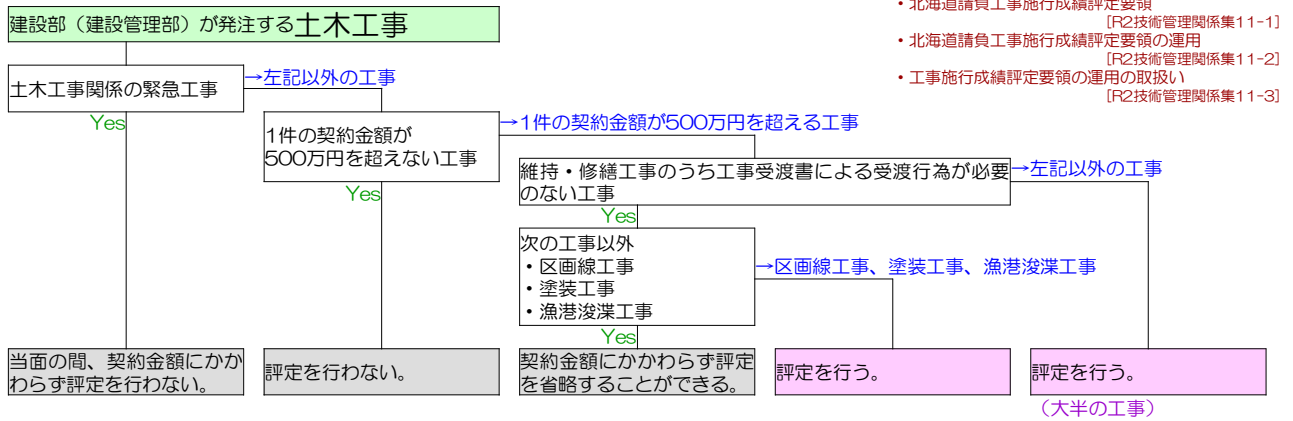 ・北海道請負工事施行成績評定要領
[R2技術管理関係集11-1]
・北海道請負工事施行成績評定要領の運用
[R2技術管理関係集11-2]
・工事施行成績評定要領の運用の取扱い
[R2技術管理関係集11-3]
建設部（建設管理部）が発注する土木工事
土木工事関係の緊急工事
→左記以外の工事
Yes
1件の契約金額が
500万円を超えない工事
→1件の契約金額が500万円を超える工事
Yes
維持・修繕工事のうち工事受渡書による受渡行為が必要
のない工事
→左記以外の工事
Yes
次の工事以外
・区画線工事
・塗装工事
・漁港浚渫工事
→区画線工事、塗装工事、漁港浚渫工事
Yes
当面の間、契約金額にかか
わらず評定を行わない。
評定を行わない。
契約金額にかかわらず評定
を省略することができる。
評定を行う。
評定を行う。
（大半の工事）